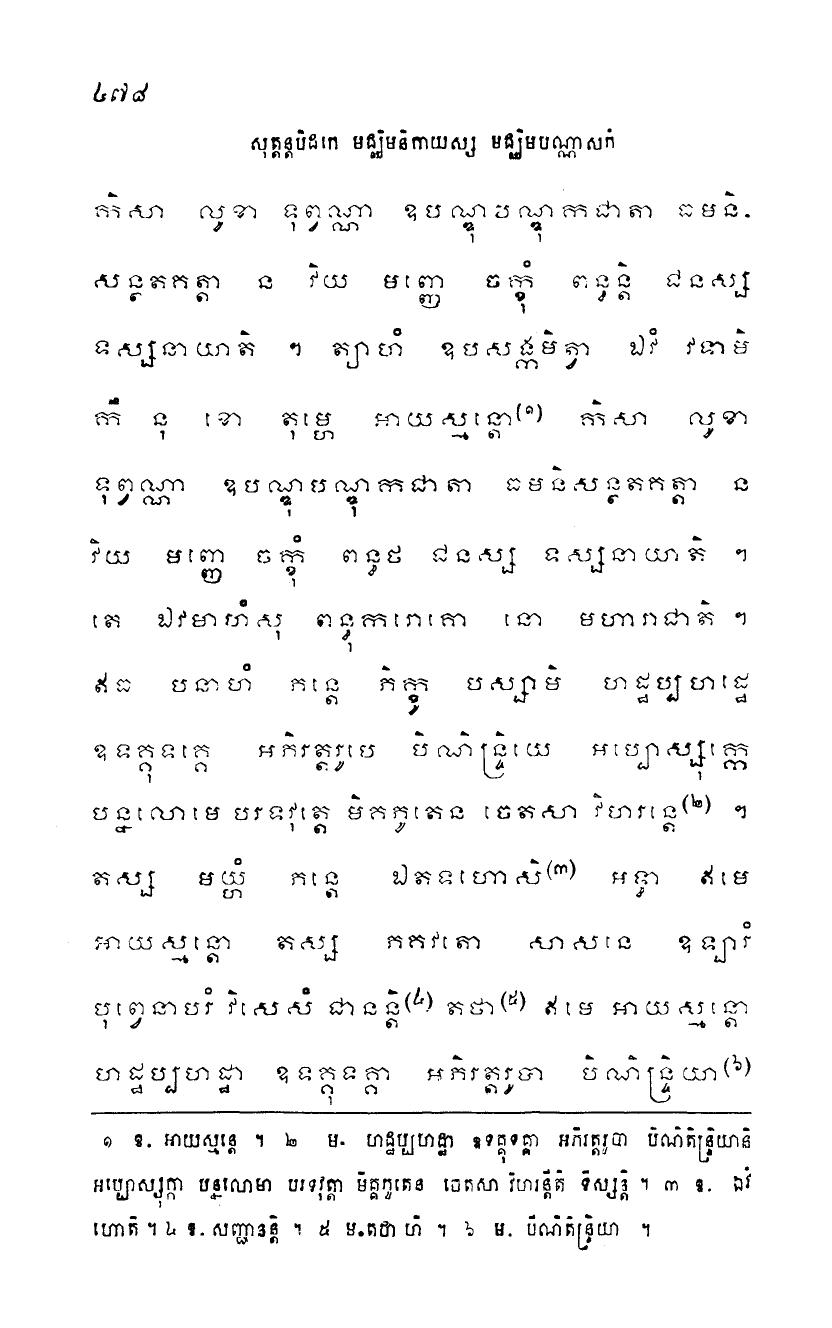 ៤៧៨
សុត្តន្តបិដកេ មជ្ឈិមនិកាយស្ស មជ្ឈិមបណ្ណាសកំ
កិសា លូខា ទុព្វណ្ណា ឧបណ្ឌុបណ្ឌុកជាតា ធមនិ-
សន្ថតកត្តា ន វិយ មញ្ញេ ចក្ខុំ ពន្ធន្តិ ជនស្ស
ទស្សនាយាតិ ។ ត្យាហំ ឧបសង្កមិត្វា ឯវំ វទាមិ
កឹ នុ ខោ តុម្ហេ អាយស្មន្តោ(១) កិសា លូខា
ទុព្វណ្ណា ឧបណ្ឌុបណ្ឌុកជាតា ធមនិសន្ថតកត្តា ន
វិយ មញ្ញេ ចក្ខុំ ពន្ធថ ជនស្ស ទស្សនាយាតិ ។
តេ ឯវមាហំសុ ពន្ធុករោគោ នោ មហារាជាតិ ។
ឥធ បនាហំ ភន្តេ ភិក្ខូ បស្សាមិ ហដ្ឋប្បហដ្ឋេ
ឧទគ្គុទគ្គេ អភិរត្តរូបេ បិណិន្ទ្រិយេ អប្បោស្សុក្កេ
បន្នលោមេ បរទវុត្តេ មិគភូតេន ចេតសា វិហរន្តេ(២) ។
តស្ស មយ្ហំ ភន្តេ ឯតទហោសិ(៣) អទ្ធា ឥមេ
អាយស្មន្តោ តស្ស ភគវតោ សាសនេ ឧឡារំ
បុព្វេនាបរំ វិសេសំ ជានន្តិ(៤) តថា(៥) ឥមេ អាយស្មន្តោ
ហដ្ឋប្បហដ្ឋា ឧទគ្គុទគ្គា អភិរត្តរូបា បិណិន្ទ្រិយា(៦)
១ ឱ. អាយស្មន្តេ ។ ២ ម. ហដ្ឋប្បហដ្ឋា ឧទគ្គុទគ្គា អភិរត្តរូបា បិណិតិន្ទ្រិយានិ
អប្បោស្សុក្កា បន្នលោមា បរទវុត្តា មិគ្គភូតេន ចេតសា វិហរន្តីតិ ទិស្សន្តិ ។ ៣ ឱ. ឯវំ
ហោតិ ។ ៤ ឱ. សញ្ជានន្តិ ។ ៥ ម. តថា ហិ ។ ៦ ម. បីណិតិន្ទ្រិយា ។